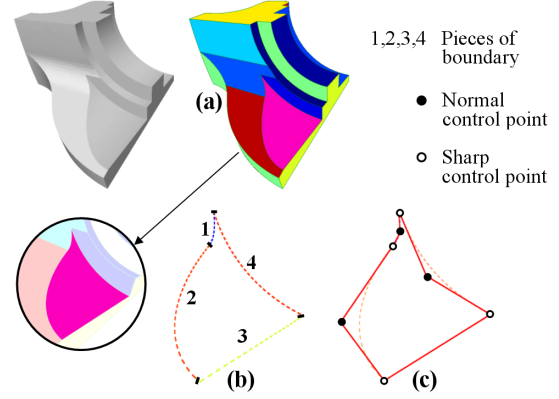 1,2,3,4 Pieces of
boundary
(a)
Normal
control point
Sharp
control point
1
2
4
3
(b)
(c)